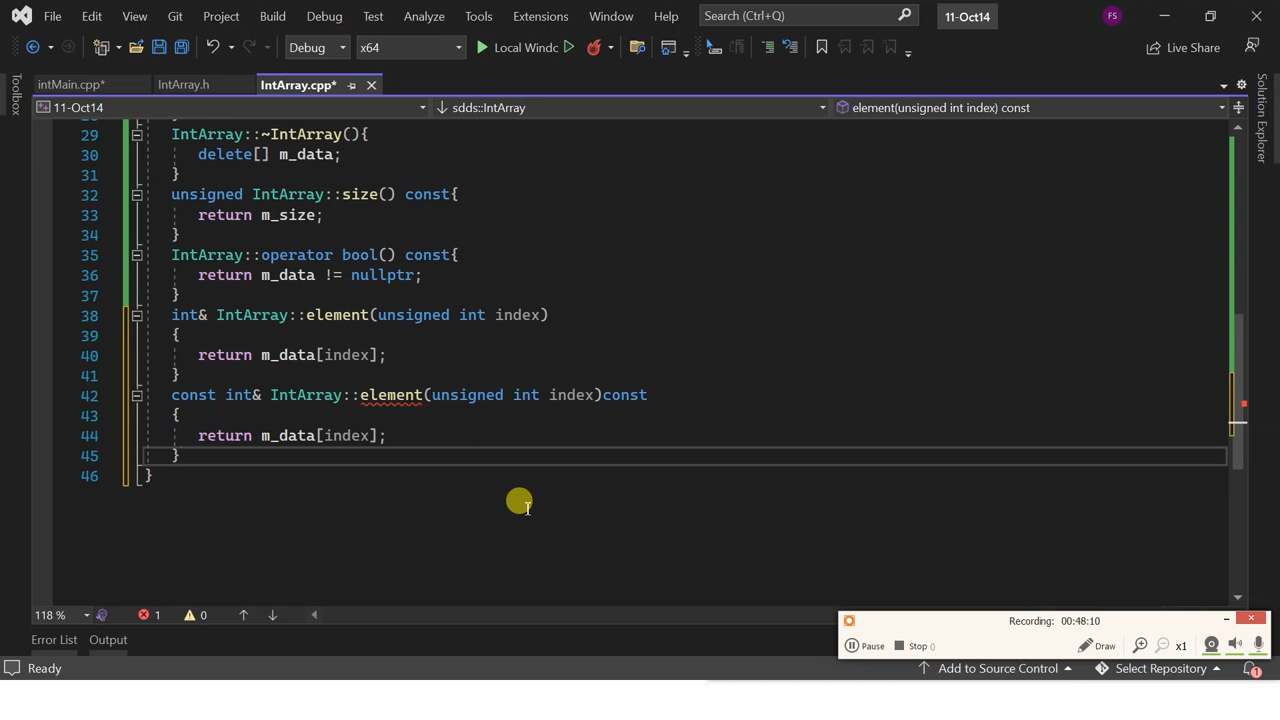 File Edit View Git Project Build Debug Test Analyze Tools Extensions Window Help Search (Ctrl+Q) 11-Oct14 FS
Debug x64 Local Windc Live Share
intMain.cpp* IntArray.h IntArray.cpp*
11-Oct14 sdds::IntArray element(unsigned int index) const
29 IntArray::~IntArray(){
30 delete[] m_data;
31 }
32 unsigned IntArray::size() const{
33 return m_size;
34 }
35 IntArray::operator bool() const{
36 return m_data != nullptr;
37 }
38 int& IntArray::element(unsigned int index)
39 {
40 return m_data[index];
41 }
42 const int& IntArray::element(unsigned int index)const
43 {
44 return m_data[index];
45 }
46 }
Toolbox
Solution Explorer
118 % 1 0
Error List Output
Recording: 00:48:10
Pause Stop () Draw x1
Ready Add to Source Control Select Repository 1